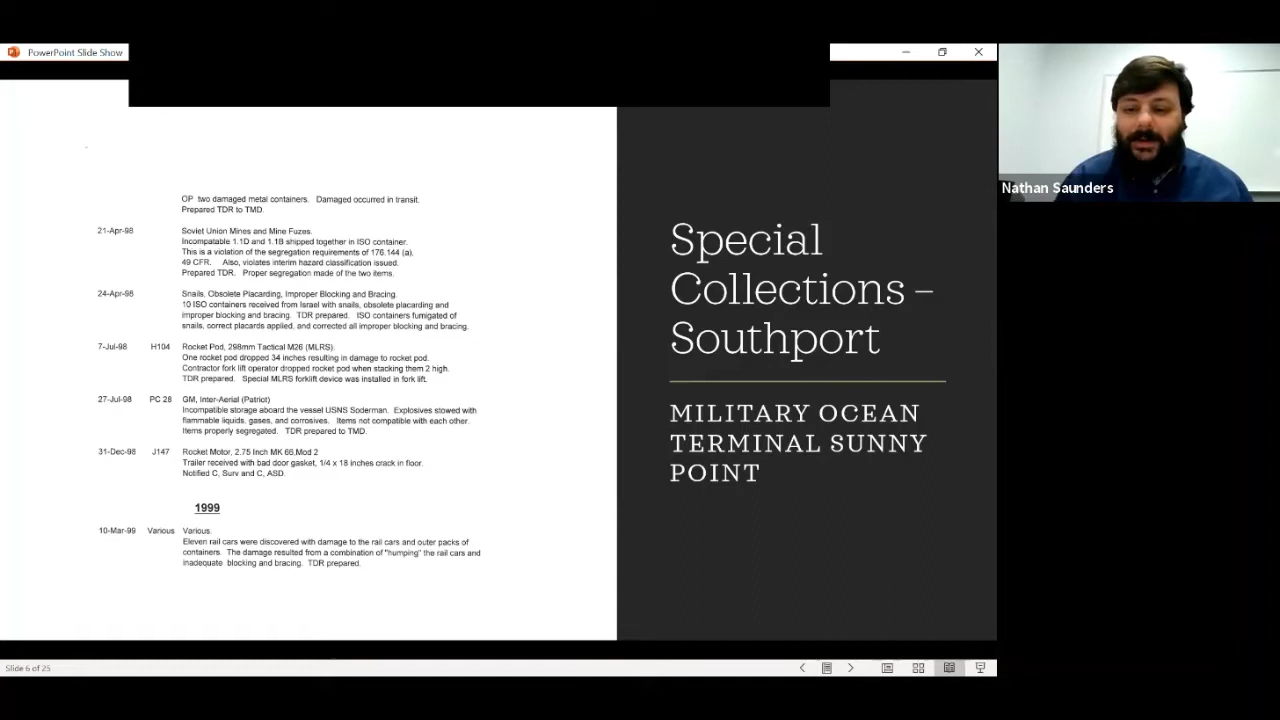 PowerPoint Slide Show
OP two damaged metal containers. Damaged occurred in transit.
Prepared TDR to TMD.
21-Apr-98 Soviet Union Mines and Mine Fuzes.
Incompatable 1.1D and 1.1B shipped together in ISO container.
This is a violation of the segregation requirements of 176.144 (a).
49 CFR. Also, violates interim hazard classification issued.
Prepared TDR. Proper segregation made of the two items.
24-Apr-98 Snails, Obsolete Placarding, Improper Blocking and Bracing.
10 ISO containers received from Israel with snails, obsolete placarding and
improper blocking and bracing. TDR prepared. ISO containers fumigated of
snails, correct placards applied, and corrected all improper blocking and bracing.
7-Jul-98 H104 Rocket Pod, 298mm Tactical M26 (MLRS).
One rocket pod dropped 34 inches resulting in damage to rocket pod.
Contractor fork lift operator dropped rocket pod when stacking them 2 high.
TDR prepared. Special MLRS forklift device was installed in fork lift.
27-Jul-98 PC 28 GM, Inter-Aerial (Patriot)
Incompatible storage aboard the vessel USNS Soderman. Explosives stowed with
flammable liquids, gases, and corrosives. Items not compatible with each other.
Items properly segregated. TDR prepared to TMD.
31-Dec-98 J147 Rocket Motor, 2.75 Inch MK 66,Mod 2
Trailer received with bad door gasket, 1/4 x 18 inches crack in floor.
Notified C, Surv and C, ASD.
1999
10-Mar-99 Various Various.
Eleven rail cars were discovered with damage to the rail cars and outer packs of
containers. The damage resulted from a combination of "humping" the rail cars and
inadequate blocking and bracing. TDR prepared.
Special
Collections –
Southport
MILITARY OCEAN
TERMINAL SUNNY
POINT
Nathan Saunders
Slide 6 of 25